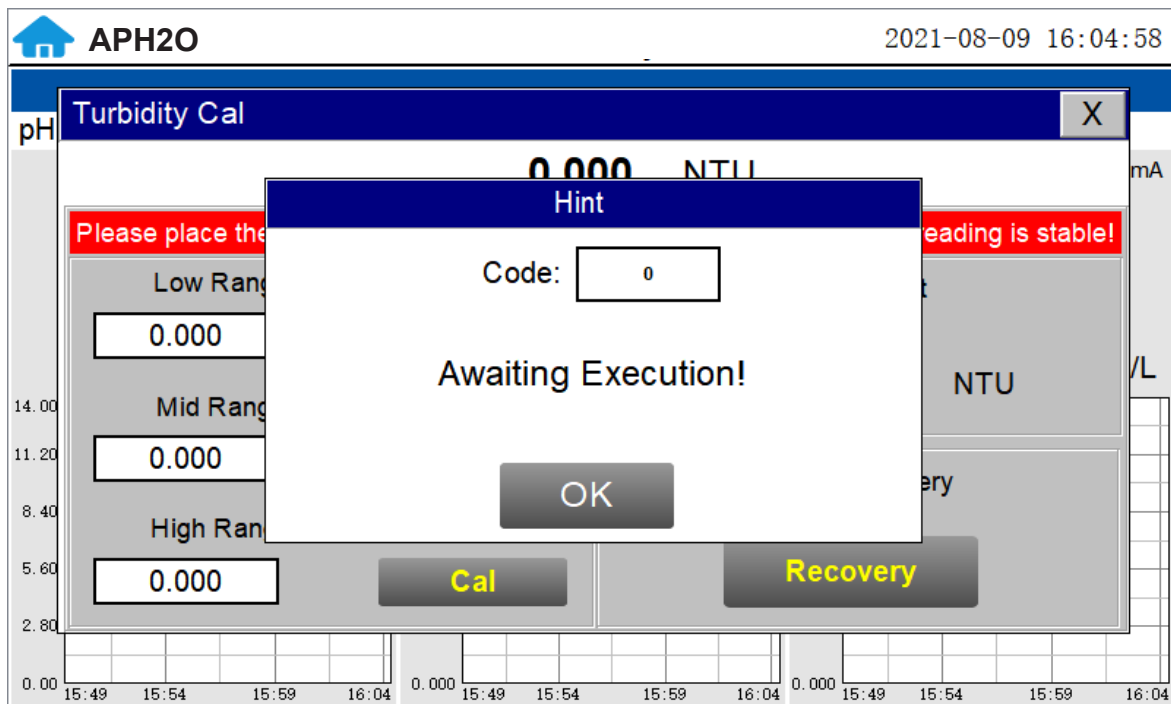 APH2O
2021-08-09 16:04:58
Turbidity Cal
X
pH
mA
0.000 NTU
Hint
Please place the
eading is stable!
Code: 0
Low Rang
0.000
Awaiting Execution!
/L
NTU
14.00
Mid Rang
11.20
0.000
ery
OK
8.40
High Ran
5.60
0.000
Cal
Recovery
2.80
0.00
15:49 15:54 15:59 16:04
0.000
15:49 15:54 15:59 16:04
0.000
15:49 15:54 15:59 16:04